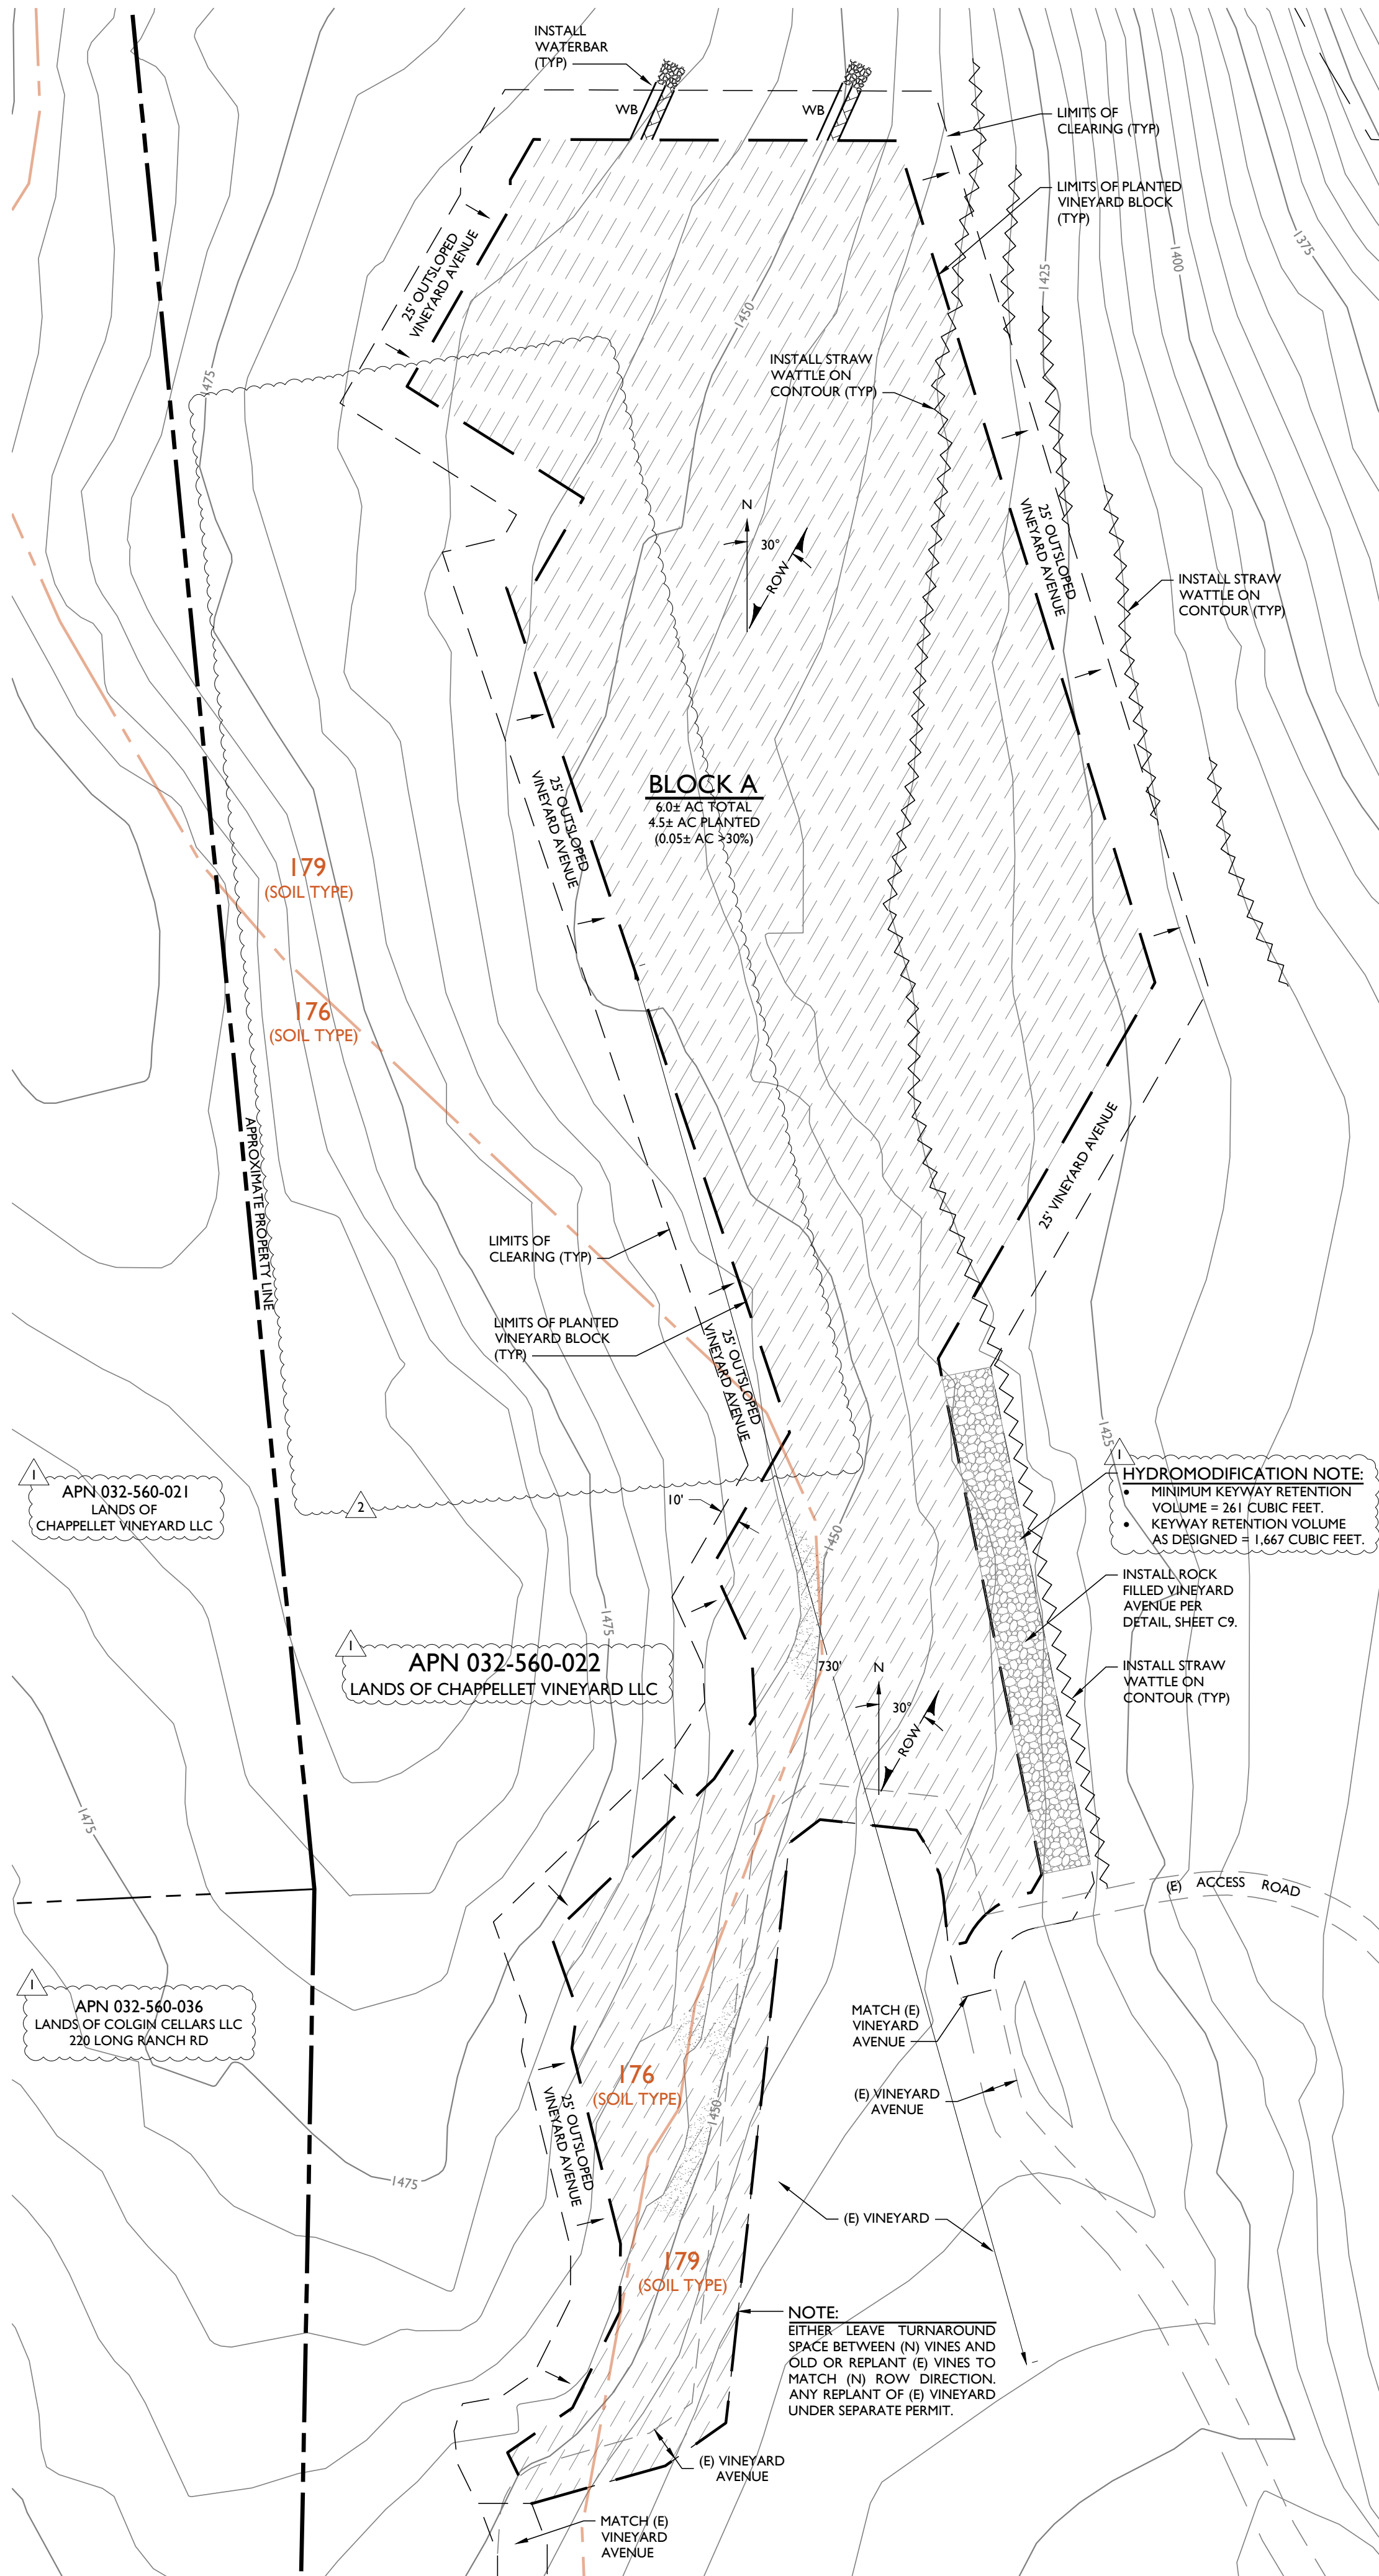 INSTALL
WATERBAR
(TYP)
WB
WB
LIMITS OF
CLEARING (TYP)
LIMITS OF PLANTED
VINEYARD BLOCK
(TYP)
1375
1400
1425
25' OUTSLOPED
VINEYARD AVENUE
1450
1475
INSTALL STRAW
WATTLE ON
CONTOUR (TYP)
N
30°
ROW
25' OUTSLOPED
VINEYARD AVENUE
INSTALL STRAW
WATTLE ON
CONTOUR (TYP)
BLOCK A
6.0± AC TOTAL
4.5± AC PLANTED
(0.05± AC >30%)
25' OUTSLOPED
VINEYARD AVENUE
179
(SOIL TYPE)
176
(SOIL TYPE)
APPROXIMATE PROPERTY LINE
25' VINEYARD AVENUE
LIMITS OF
CLEARING (TYP)
LIMITS OF PLANTED
VINEYARD BLOCK
(TYP)
25' OUTSLOPED
VINEYARD AVENUE
1425
1
APN 032-560-021
LANDS OF
CHAPPELLET VINEYARD LLC
2
10'
1450
1
HYDROMODIFICATION NOTE:
• MINIMUM KEYWAY RETENTION
VOLUME = 261 CUBIC FEET.
• KEYWAY RETENTION VOLUME
AS DESIGNED = 1,667 CUBIC FEET.
INSTALL ROCK
FILLED VINEYARD
AVENUE PER
DETAIL, SHEET C9.
1475
1
APN 032-560-022
LANDS OF CHAPPELLET VINEYARD LLC
730'
N
30°
ROW
INSTALL STRAW
WATTLE ON
CONTOUR (TYP)
1475
(E) ACCESS ROAD
1
APN 032-560-036
LANDS OF COLGIN CELLARS LLC
220 LONG RANCH RD
MATCH (E)
VINEYARD
AVENUE
176
(SOIL TYPE)
(E) VINEYARD
AVENUE
25' OUTSLOPED
VINEYARD AVENUE
1450
1475
(E) VINEYARD
179
(SOIL TYPE)
NOTE:
EITHER LEAVE TURNAROUND
SPACE BETWEEN (N) VINES AND
OLD OR REPLANT (E) VINES TO
MATCH (N) ROW DIRECTION.
ANY REPLANT OF (E) VINEYARD
UNDER SEPARATE PERMIT.
(E) VINEYARD
AVENUE
MATCH (E)
VINEYARD
AVENUE